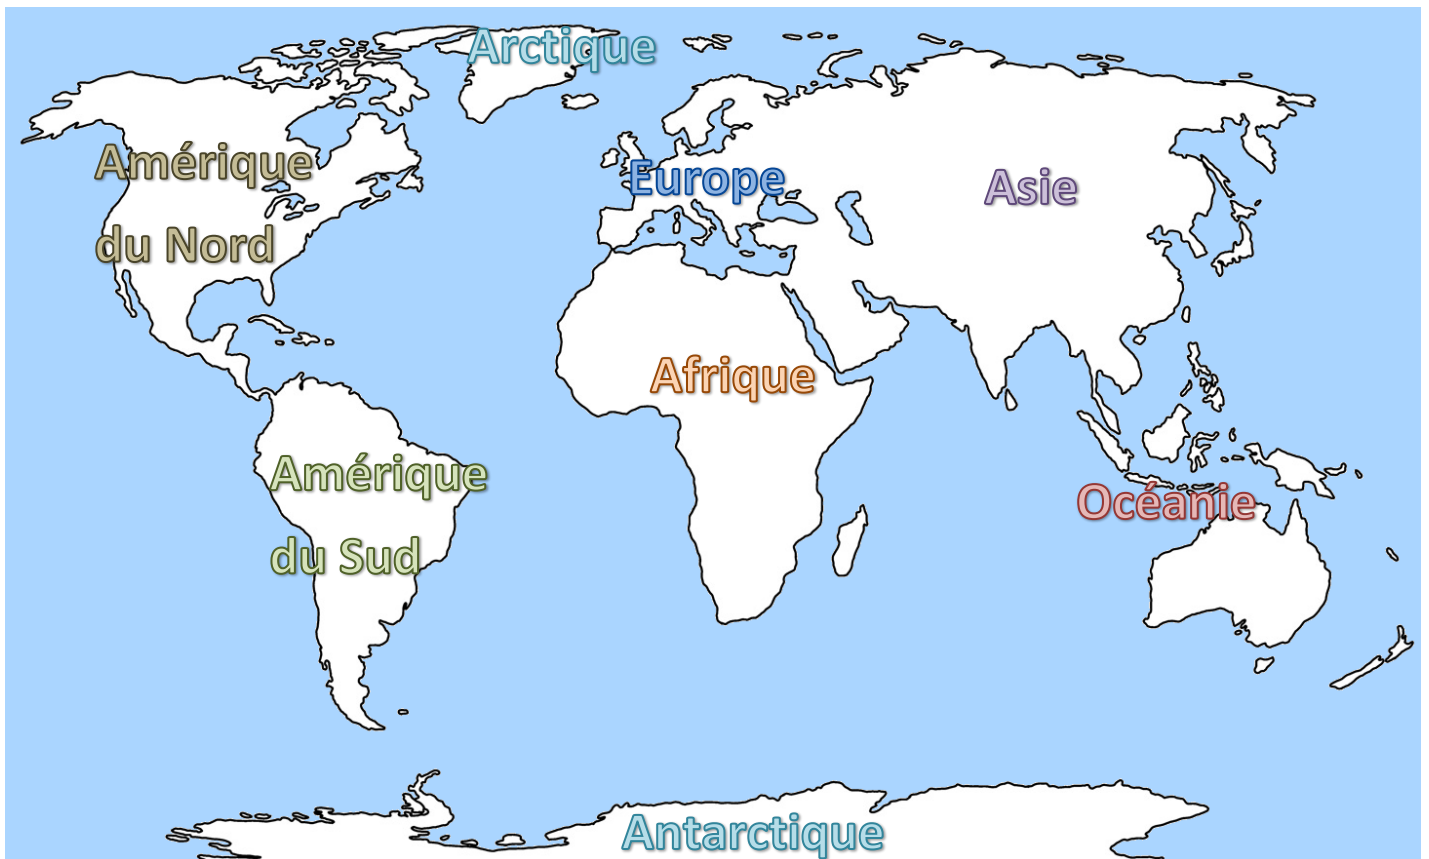 Arctique
Amérique
du Nord
Europe
Asie
Afrique
Amérique
du Sud
Océanie
Antarctique